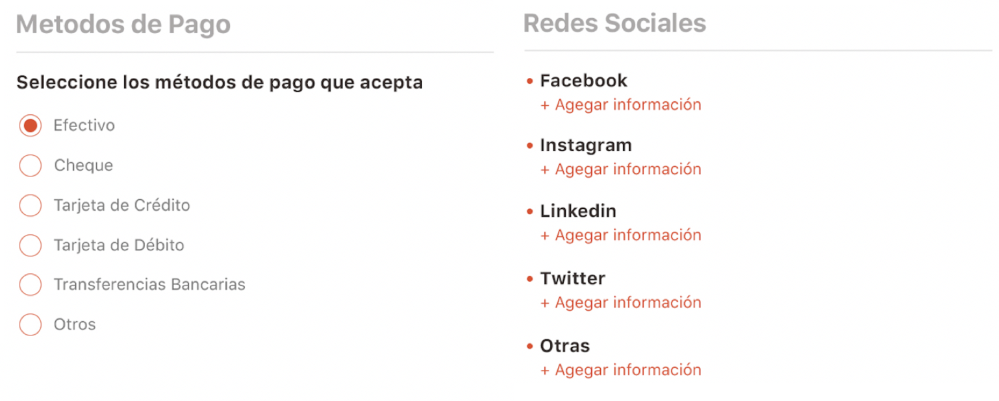 Metodos de Pago
Seleccione los métodos de pago que acepta
Efectivo
Cheque
Tarjeta de Crédito
Tarjeta de Débito
Transferencias Bancarias
Otros
Redes Sociales
• Facebook
+ Agegar información
• Instagram
+ Agegar información
• Linkedin
+ Agegar información
• Twitter
+ Agegar información
• Otras
+ Agegar información